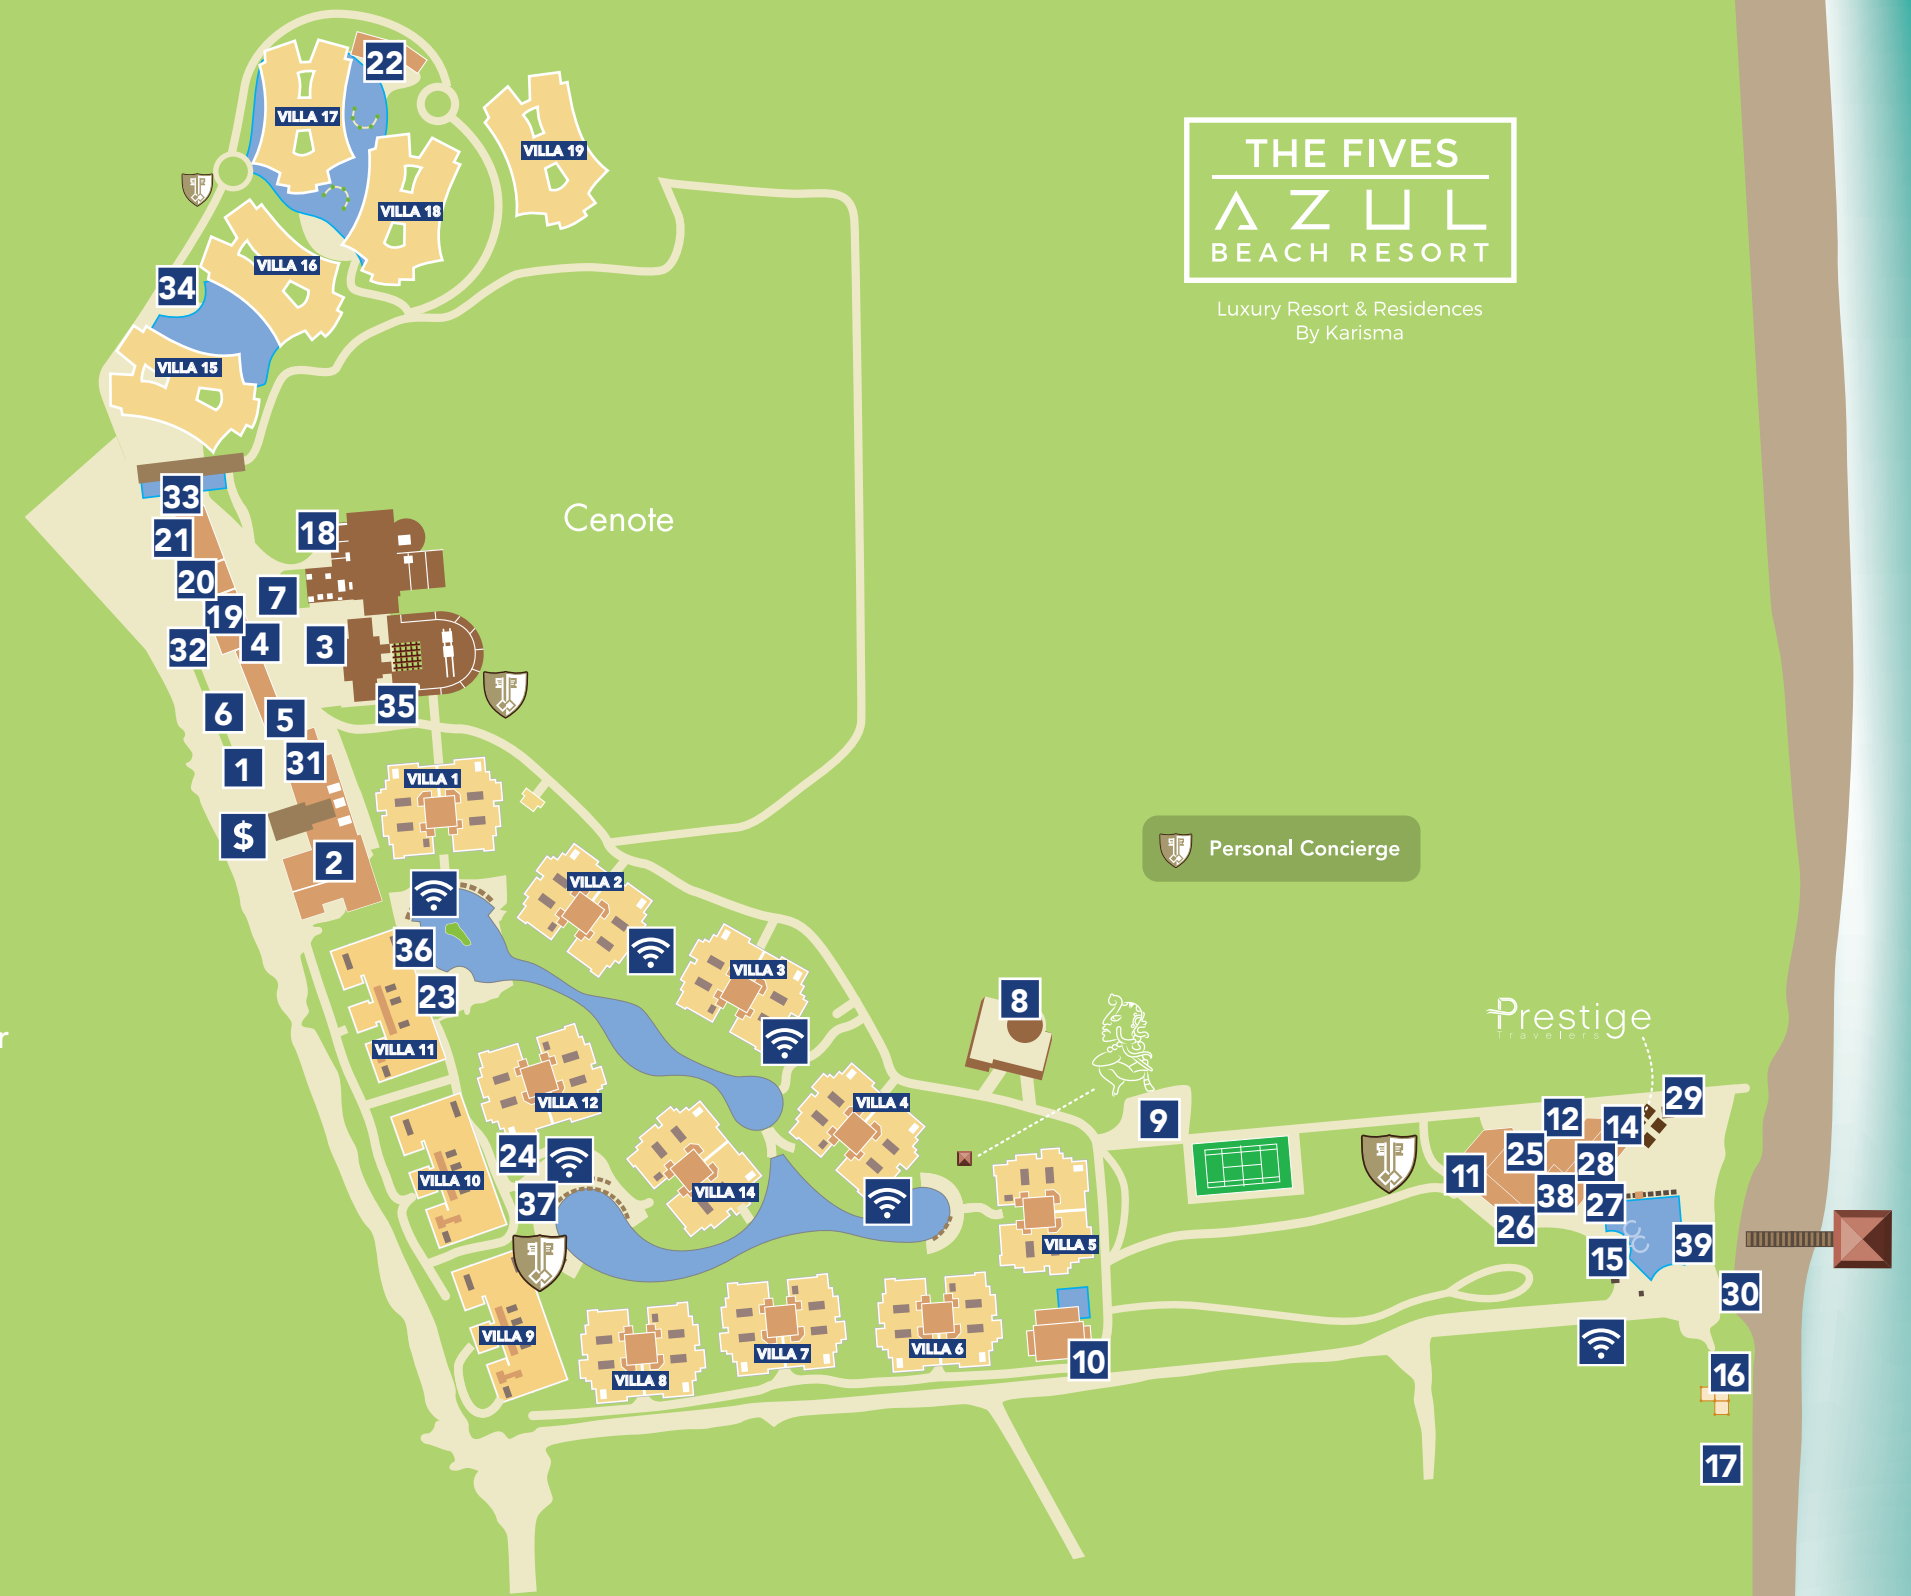 22
VILLA 17
VILLA 19
THE FIVES
AZUL
BEACH RESORT
VILLA 18
VILLA 16
34
Luxury Resort & Residences
By Karisma
VILLA 15
33
Cenote
18
21
20
7
19
4
3
32
35
6
5
1
31
VILLA 1
$
2
Personal Concierge
VILLA 2
36
VILLA 3
23
8
Prestige
Travelers
r
VILLA 11
VILLA 12
VILLA 4
9
29
12
14
24
25
28
11
VILLA 10
VILLA 14
38
27
37
26
VILLA 5
15
39
30
VILLA 9
VILLA 7
VILLA 6
10
16
VILLA 8
17